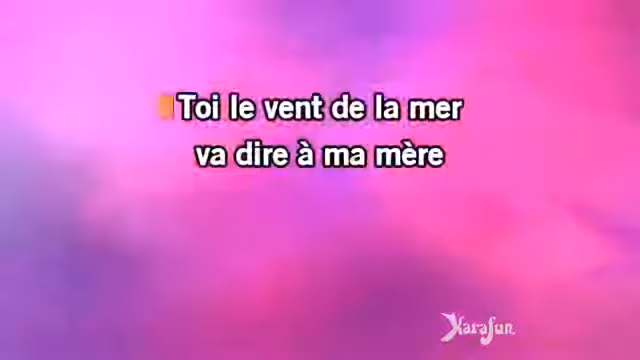 Toi le vent de la mer
va dire à ma mère
KaraFun